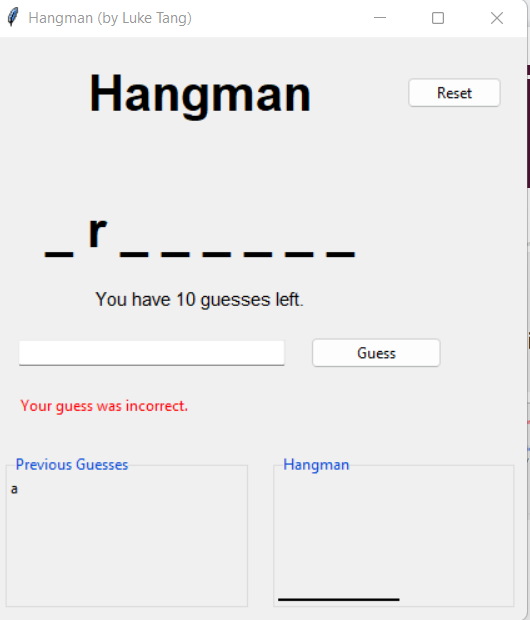 Hangman (by Luke Tang)
Hangman
Reset
_ r _ _ _ _ _ _
You have 10 guesses left.
Guess
Your guess was incorrect.
Previous Guesses
Hangman
a